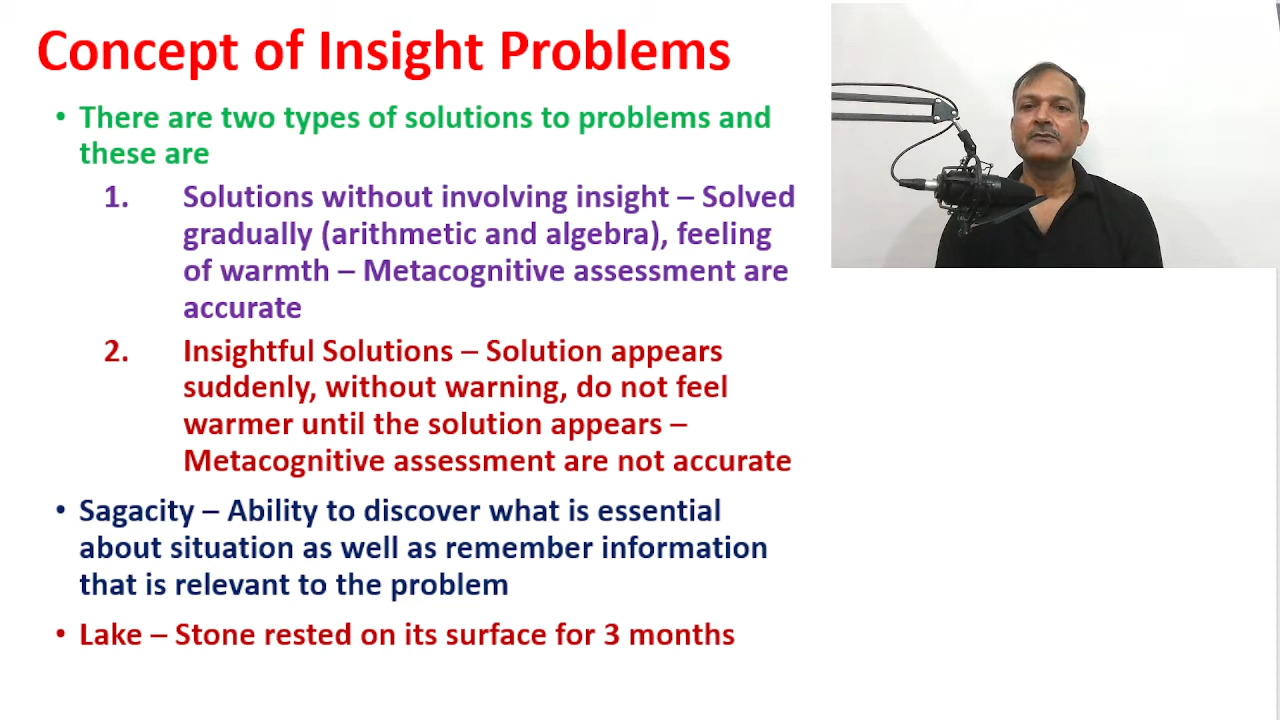 Concept of Insight Problems
• There are two types of solutions to problems and
these are
1. Solutions without involving insight – Solved
gradually (arithmetic and algebra), feeling
of warmth – Metacognitive assessment are
accurate
2. Insightful Solutions – Solution appears
suddenly, without warning, do not feel
warmer until the solution appears –
Metacognitive assessment are not accurate
• Sagacity – Ability to discover what is essential
about situation as well as remember information
that is relevant to the problem
• Lake – Stone rested on its surface for 3 months